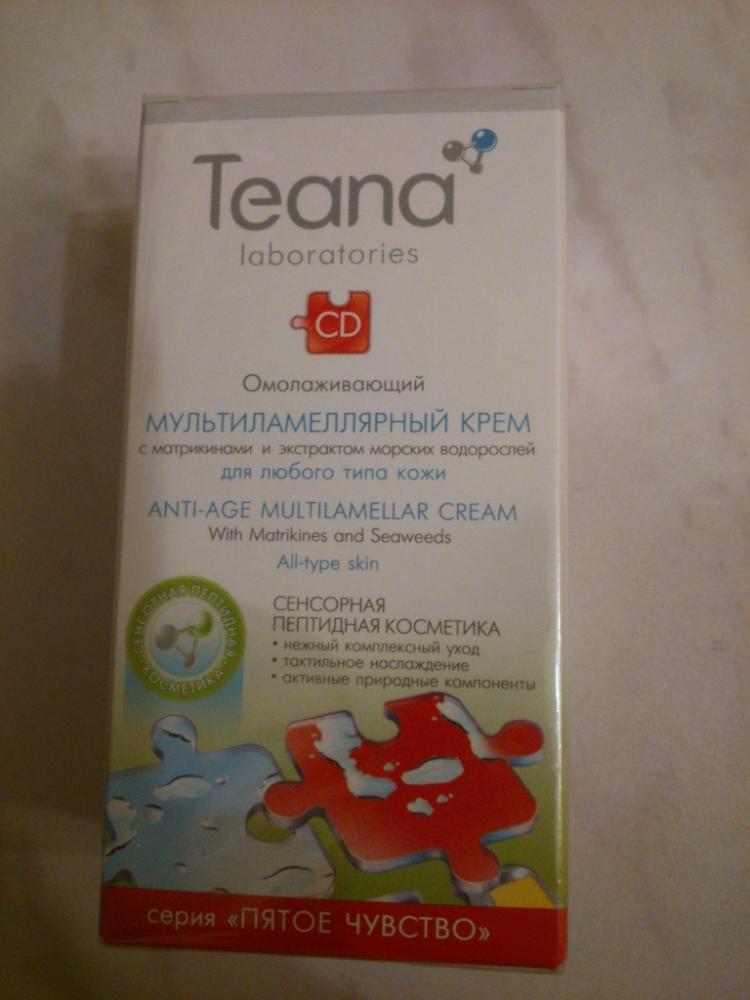 Teana
laboratories
CD
Омолаживающий
МУЛЬТИЛАМЕЛЛЯРНЫЙ КРЕМ
с матрикинами и экстрактом морских водорослей
для любого типа кожи
ANTI-AGE MULTILAMELLAR CREAM
With Matrikines and Seaweeds
All-type skin
СЕНСОРНАЯ ПЕПТИДНАЯ
КОСМЕТИКА
СЕНСОРНАЯ
ПЕПТИДНАЯ КОСМЕТИКА
• нежный комплексный уход
• тактильное наслаждение
• активные природные компоненты
серия «ПЯТОЕ ЧУВСТВО»